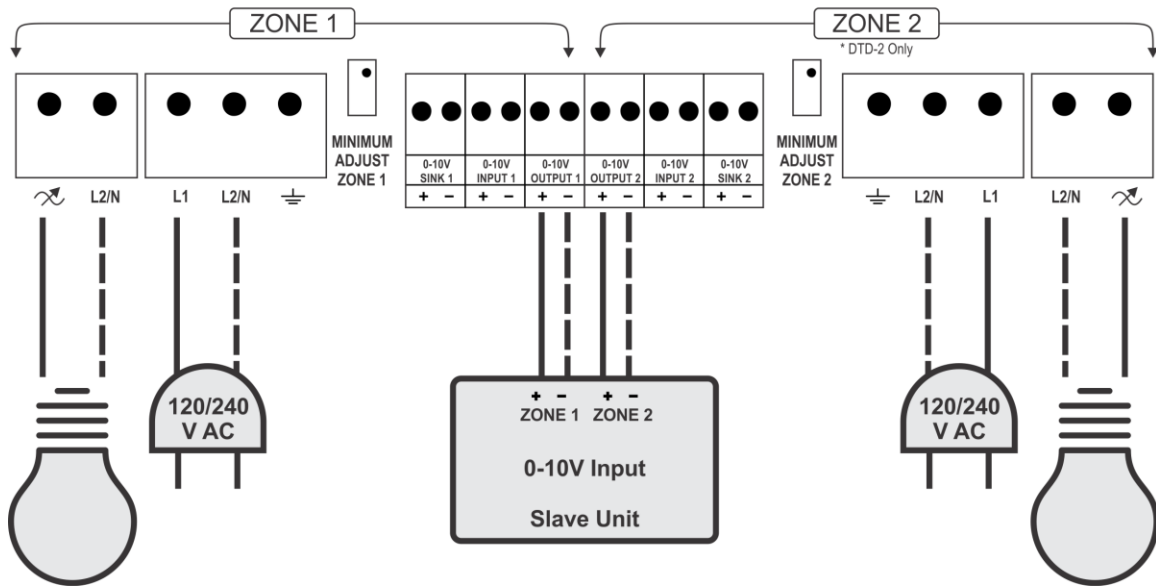 ZONE 1
ZONE 2
* DTD-2 Only
MINIMUM
ADJUST
ZONE 1
MINIMUM
ADJUST
ZONE 2
0-10V
SINK 1
0-10V
INPUT 1
0-10V
OUTPUT 1
0-10V
OUTPUT 2
0-10V
INPUT 2
0-10V
SINK 2
+ − + − + − + − + − + −
L2/N L1 L2/N
L2/N L1 L2/N
120/240
V AC
+ − + −
ZONE 1 ZONE 2
0-10V Input
Slave Unit
120/240
V AC